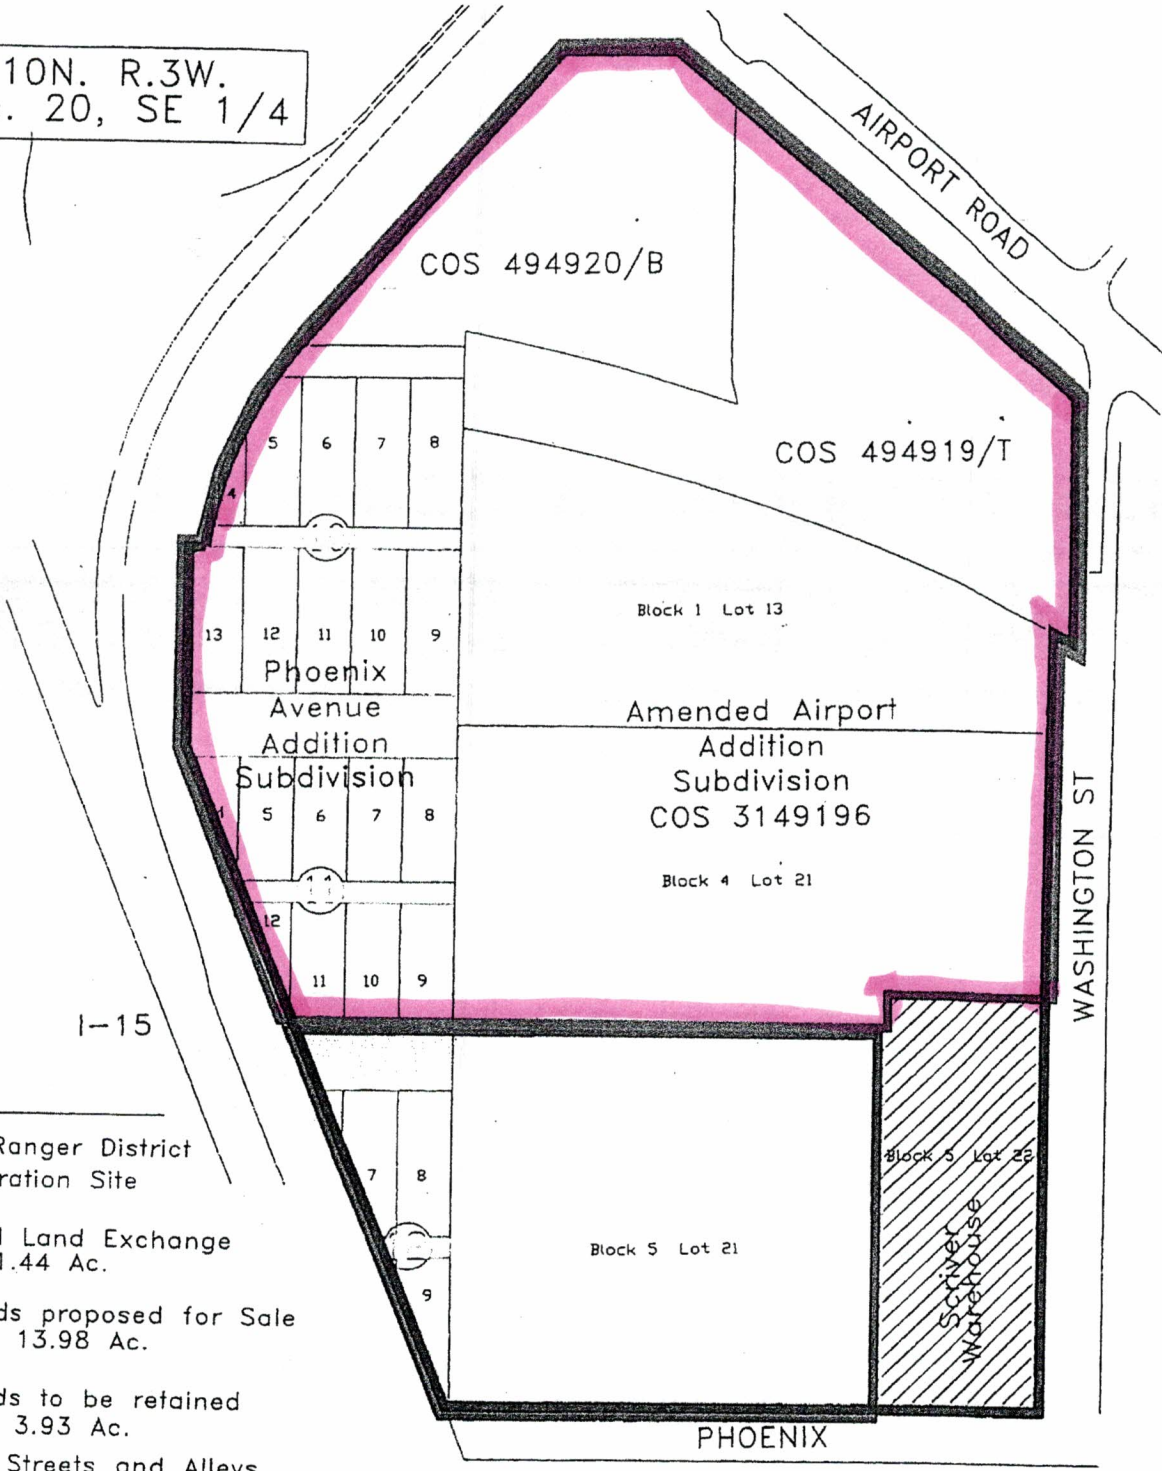 10N. R.3W.
. 20, SE 1/4
AIRPORT ROAD
COS 494920/B
COS 494919/T
5 6 7 8
4
13 12 11 10 9
Block 1 Lot 13
Phoenix
Avenue
Addition
Subdivision
Amended Airport
Addition
Subdivision
COS 3149196
5 6 7 8
11
Block 4 Lot 21
12
11 10 9
WASHINGTON ST
I-15
Ranger District
ration Site
Land Exchange
.44 Ac.
ds proposed for Sale
13.98 Ac.
ds to be retained
3.93 Ac.
Streets and Alleys
7 8
9
Block 5 Lot 21
Block 5 Lot 22
Scriver
Warehouse
PHOENIX